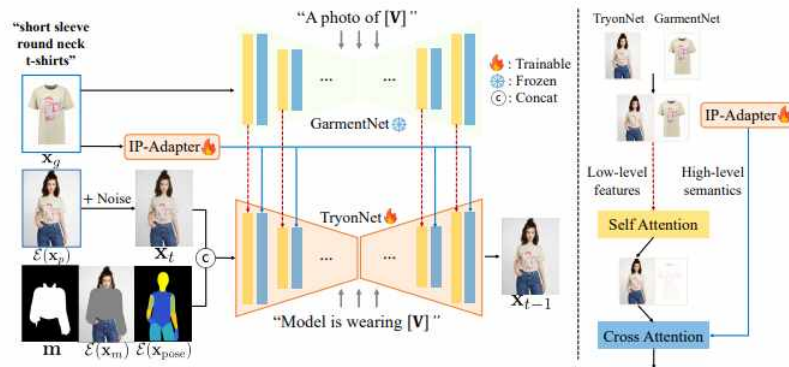 “short sleeve
round neck
t-shirts”
x_g
“A photo of [V] ”
: Trainable
: Frozen
C : Concat
...
...
GarmentNet
IP-Adapter
+ Noise
ℰ(x_p)
x_t
C
TryonNet
...
...
x_{t−1}
m
ℰ(x_m)
ℰ(x_pose)
“Model is wearing [V] ”
TryonNet
GarmentNet
IP-Adapter
Low-level
features
High-level
semantics
Self Attention
Cross Attention